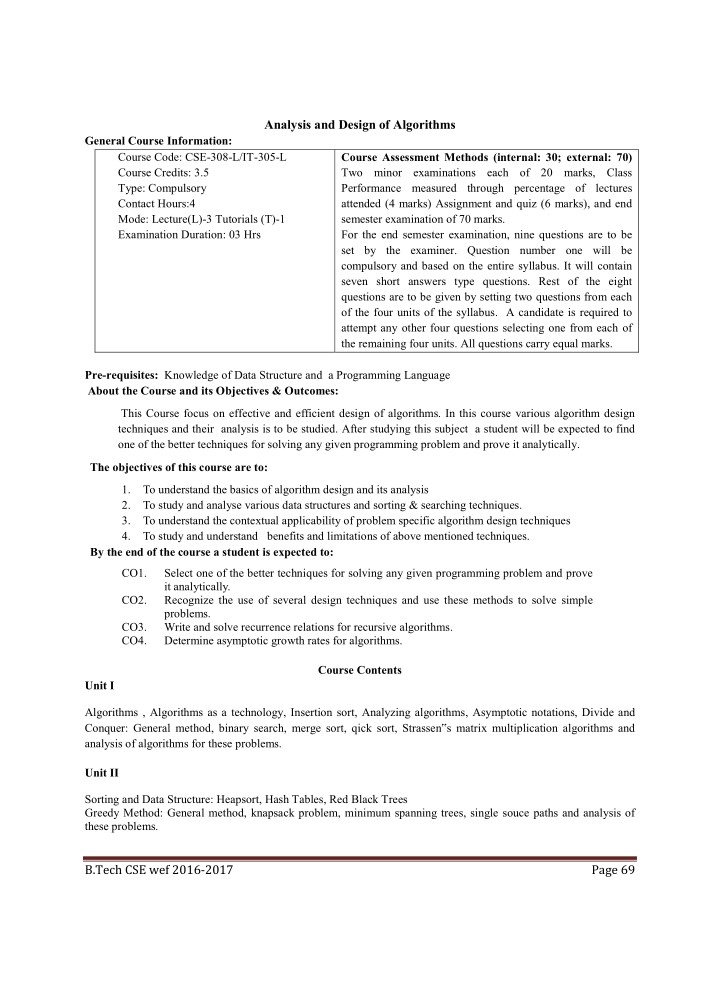 Analysis and Design of Algorithms
General Course Information:
Course Code: CSE-308-L/IT-305-L
Course Credits: 3.5
Type: Compulsory
Contact Hours:4
Mode: Lecture(L)-3 Tutorials (T)-1
Examination Duration: 03 Hrs
Course Assessment Methods (internal: 30; external: 70)
Two minor examinations each of 20 marks, Class
Performance measured through percentage of lectures
attended (4 marks) Assignment and quiz (6 marks), and end
semester examination of 70 marks.
For the end semester examination, nine questions are to be
set by the examiner. Question number one will be
compulsory and based on the entire syllabus. It will contain
seven short answers type questions. Rest of the eight
questions are to be given by setting two questions from each
of the four units of the syllabus. A candidate is required to
attempt any other four questions selecting one from each of
the remaining four units. All questions carry equal marks.
Pre-requisites: Knowledge of Data Structure and a Programming Language
About the Course and its Objectives & Outcomes:
This Course focus on effective and efficient design of algorithms. In this course various algorithm design
techniques and their analysis is to be studied. After studying this subject a student will be expected to find
one of the better techniques for solving any given programming problem and prove it analytically.
The objectives of this course are to:
1. To understand the basics of algorithm design and its analysis
2. To study and analyse various data structures and sorting & searching techniques.
3. To understand the contextual applicability of problem specific algorithm design techniques
4. To study and understand benefits and limitations of above mentioned techniques.
By the end of the course a student is expected to:
CO1. Select one of the better techniques for solving any given programming problem and prove
it analytically.
CO2. Recognize the use of several design techniques and use these methods to solve simple
problems.
CO3. Write and solve recurrence relations for recursive algorithms.
CO4. Determine asymptotic growth rates for algorithms.
Course Contents
Unit I
Algorithms , Algorithms as a technology, Insertion sort, Analyzing algorithms, Asymptotic notations, Divide and
Conquer: General method, binary search, merge sort, qick sort, Strassen‟s matrix multiplication algorithms and
analysis of algorithms for these problems.
Unit II
Sorting and Data Structure: Heapsort, Hash Tables, Red Black Trees
Greedy Method: General method, knapsack problem, minimum spanning trees, single souce paths and analysis of
these problems.
B.Tech CSE wef 2016-2017 Page 69